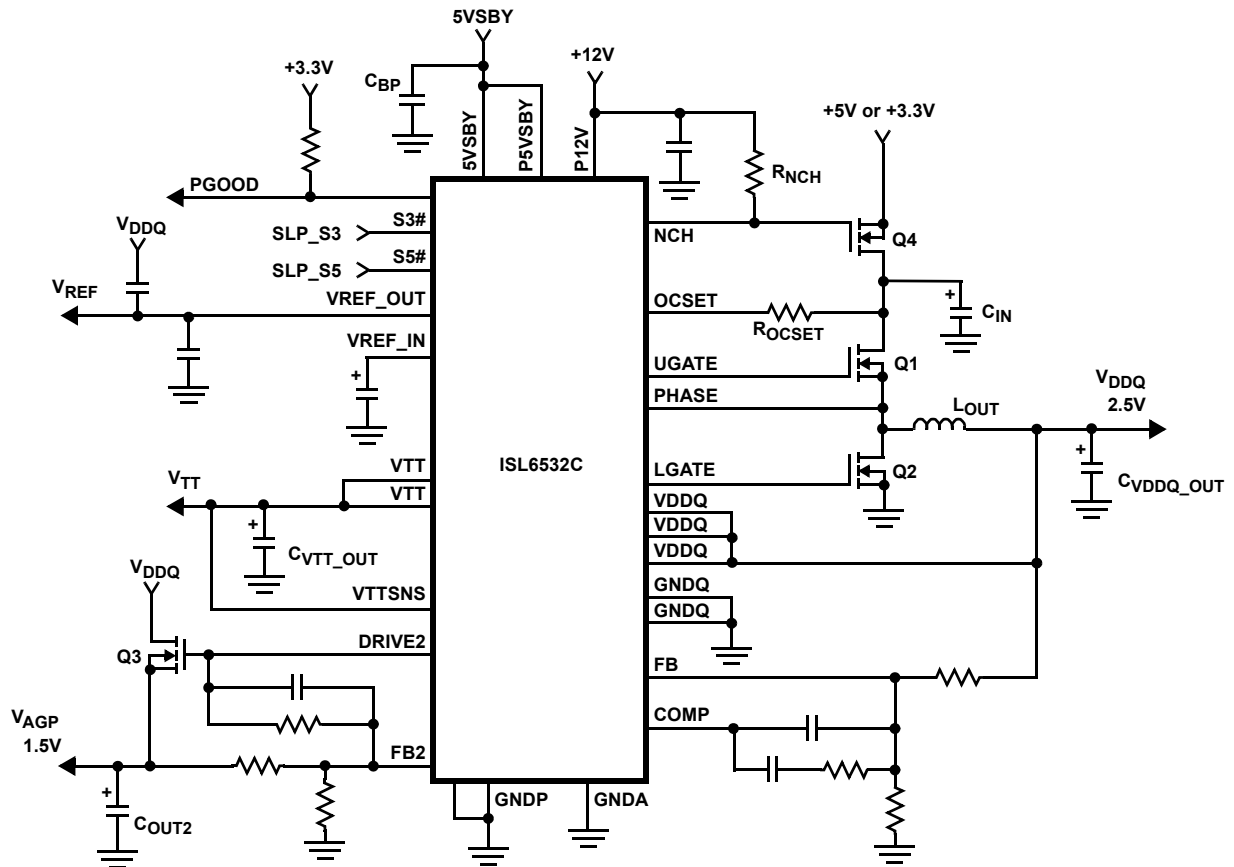 5VSBY
+12V
+3.3V
CBP
+5V or +3.3V
5VSBY
P5VSBY
P12V
RNCH
PGOOD
VDDQ
SLP_S3
S3#
NCH
Q4
SLP_S5
S5#
VREF
VREF_OUT
OCSET
+
CIN
ROCSET
VREF_IN
+
UGATE
Q1
PHASE
LOUT
VDDQ
2.5V
ISL6532C
VTT
LGATE
Q2
+
CVDDQ_OUT
VTT
VTT
VDDQ
VDDQ
VDDQ
+
CVTT_OUT
VDDQ
VTTSNS
GNDQ
GNDQ
Q3
DRIVE2
FB
VAGP
1.5V
COMP
FB2
+
COUT2
GNDP
GNDA